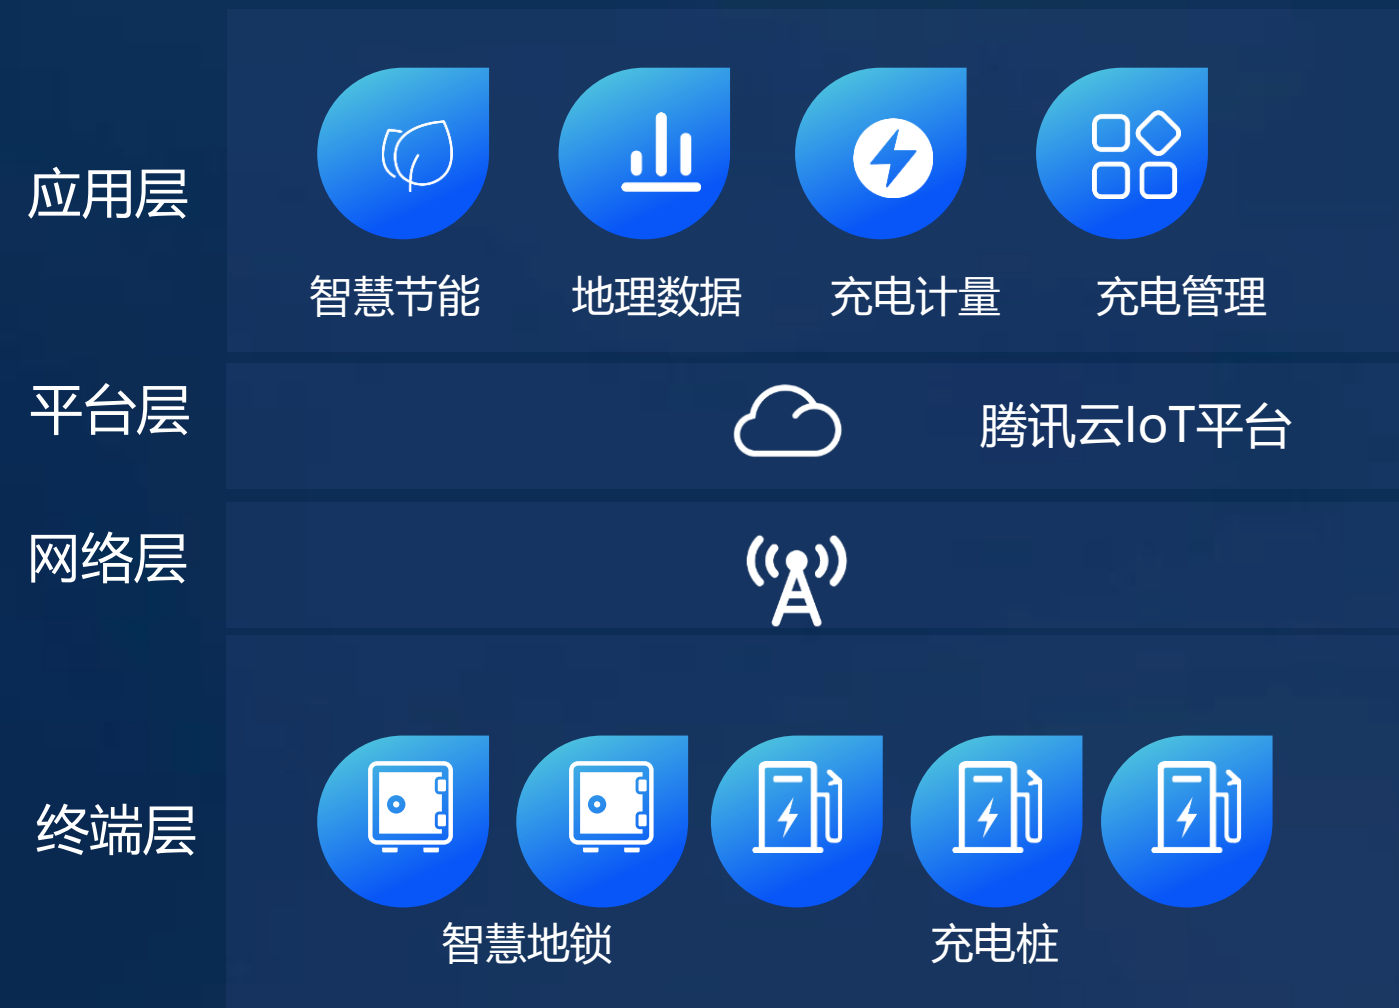 应用层
智慧节能
地理数据
充电计量
充电管理
平台层
腾讯云IoT平台
网络层
终端层
智慧地锁
充电桩